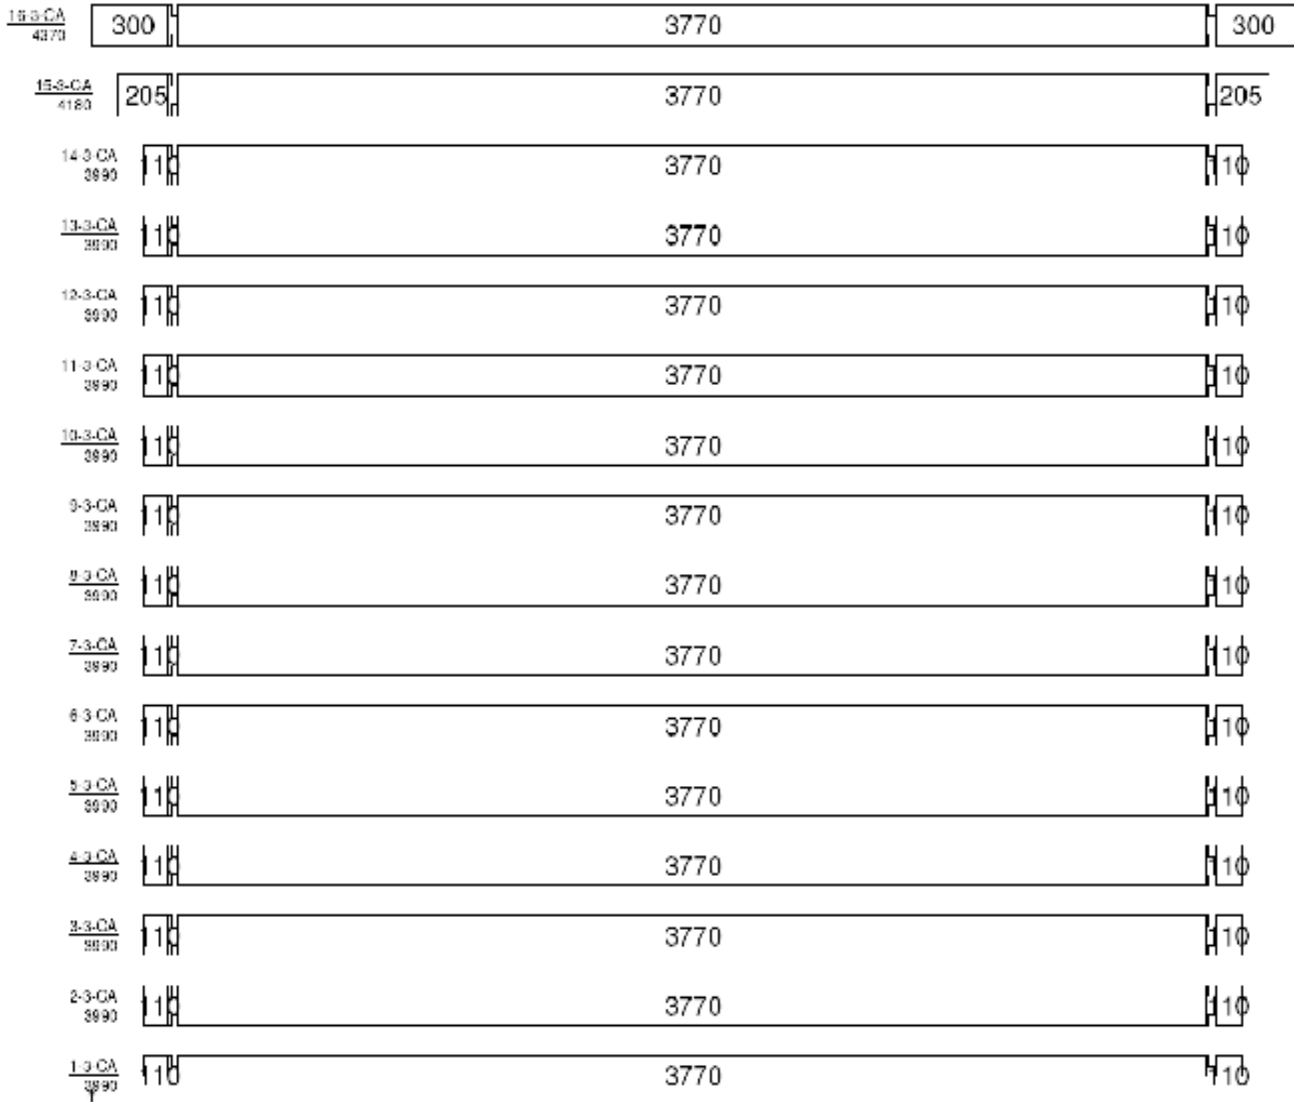 16-3-CA
4370 300 3770 300
15-3-CA
4180 205 3770 205
14-3-CA
3990 110 3770 110
13-3-CA
3990 110 3770 110
12-3-CA
3990 110 3770 110
11-3-CA
3990 110 3770 110
10-3-CA
3990 110 3770 110
9-3-CA
3990 110 3770 110
8-3-CA
3990 110 3770 110
7-3-CA
3990 110 3770 110
6-3-CA
3990 110 3770 110
5-3-CA
3990 110 3770 110
4-3-CA
3990 110 3770 110
3-3-CA
3990 110 3770 110
2-3-CA
3990 110 3770 110
1-3-CA
3990 110 3770 110